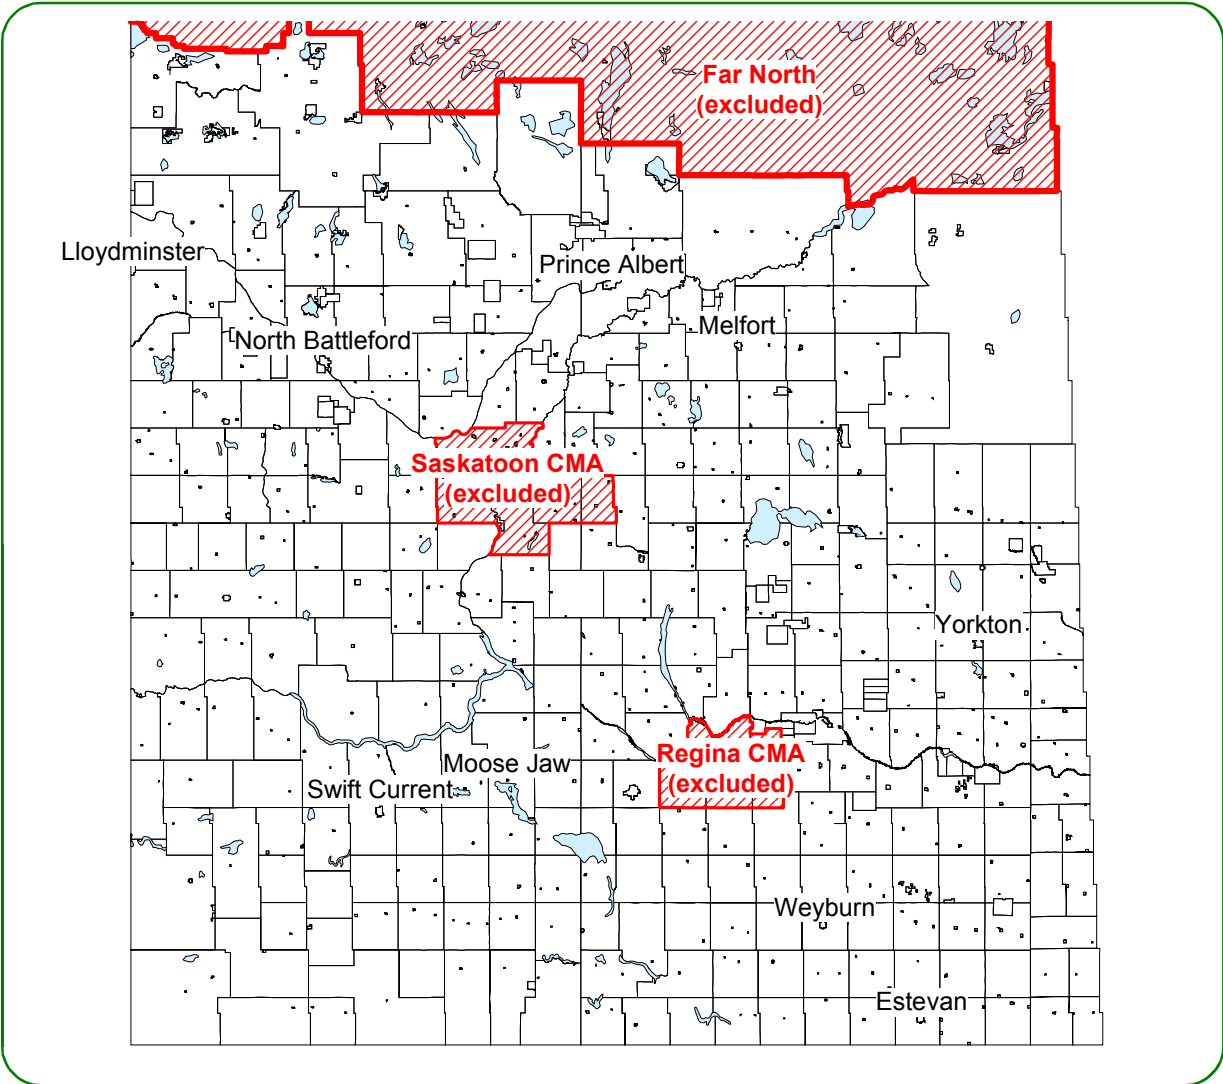 Far North
(excluded)
Lloydminster
Prince Albert
Melfort
North Battleford
Saskatoon CMA
(excluded)
Yorkton
Regina CMA
(excluded)
Moose Jaw
Swift Current
Weyburn
Estevan